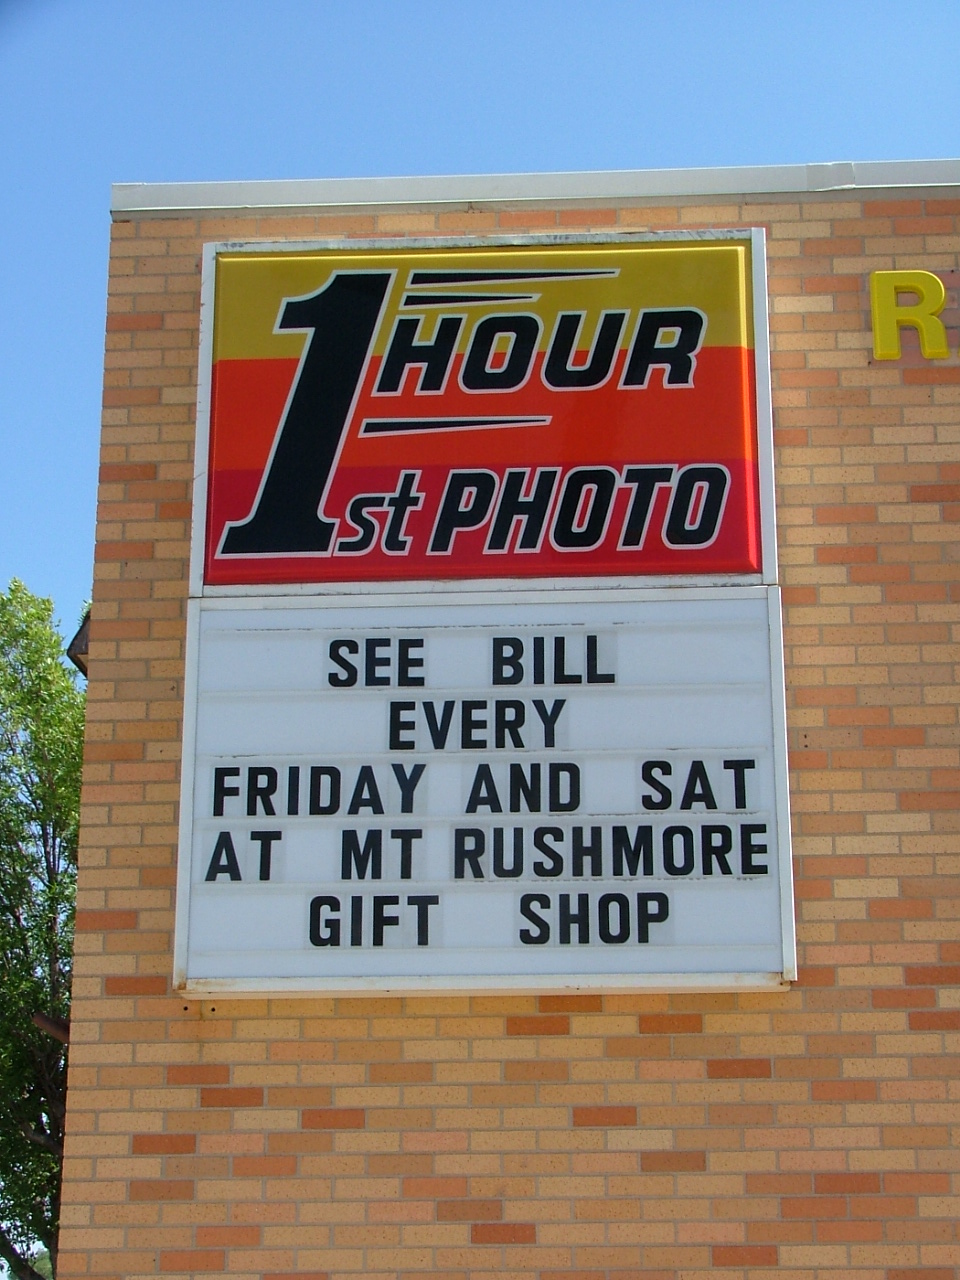 1 HOUR
1st PHOTO
SEE BILL
EVERY
FRIDAY AND SAT
AT MT RUSHMORE
GIFT SHOP
R